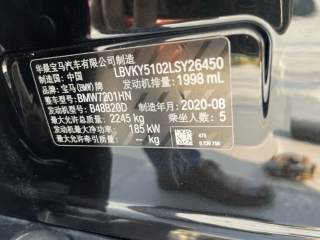 华晨宝马汽车有限公司制造
制造国: 中国 LBVKY5102LSY26450
品牌: 宝马(BMW)牌 发动机排量: 1998 mL
整车型号: BMW7201HN
发动机型号: B48B20D 制造年月: 2020-08
最大允许总质量: 2245 kg 乘坐人数: 5
发动机最大净功率: 185 kW
最大允许牵引质量: -- kg